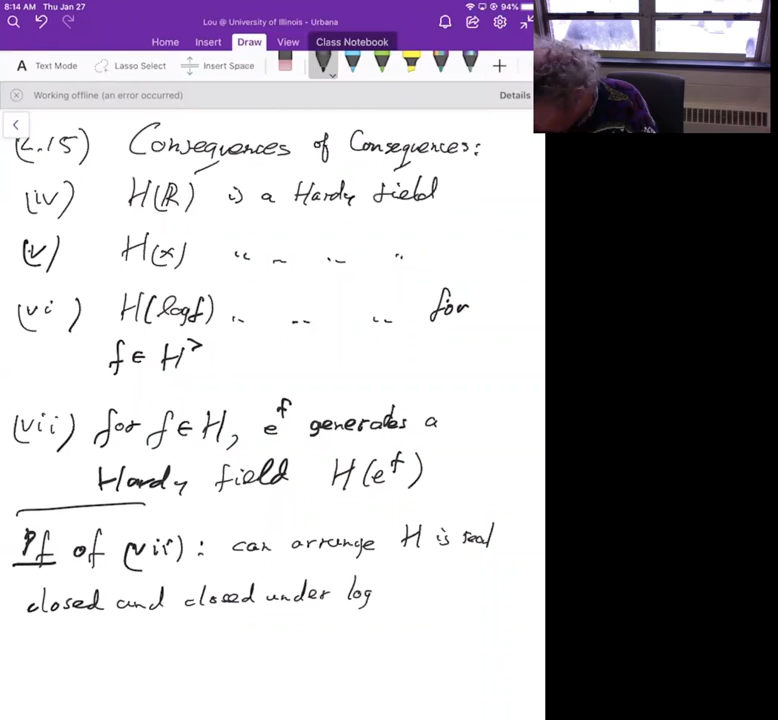 8:14 AM Thu Jan 27
94%
Lou @ University of Illinois - Urbana
Home Insert Draw View Class Notebook
A Text Mode Lasso Select Insert Space
Working offline (an error occurred) Details
(2.15) Consequences of Consequences:
(iv) H(ℝ) is a Hardy field
(v) H(x) " " " "
(vi) H(log f) " " " for
f ∈ H^>
(vii) for f ∈ H, e^f generates a
Hardy field H(e^f)
Pf of (vii): can arrange H is real
closed and closed under log